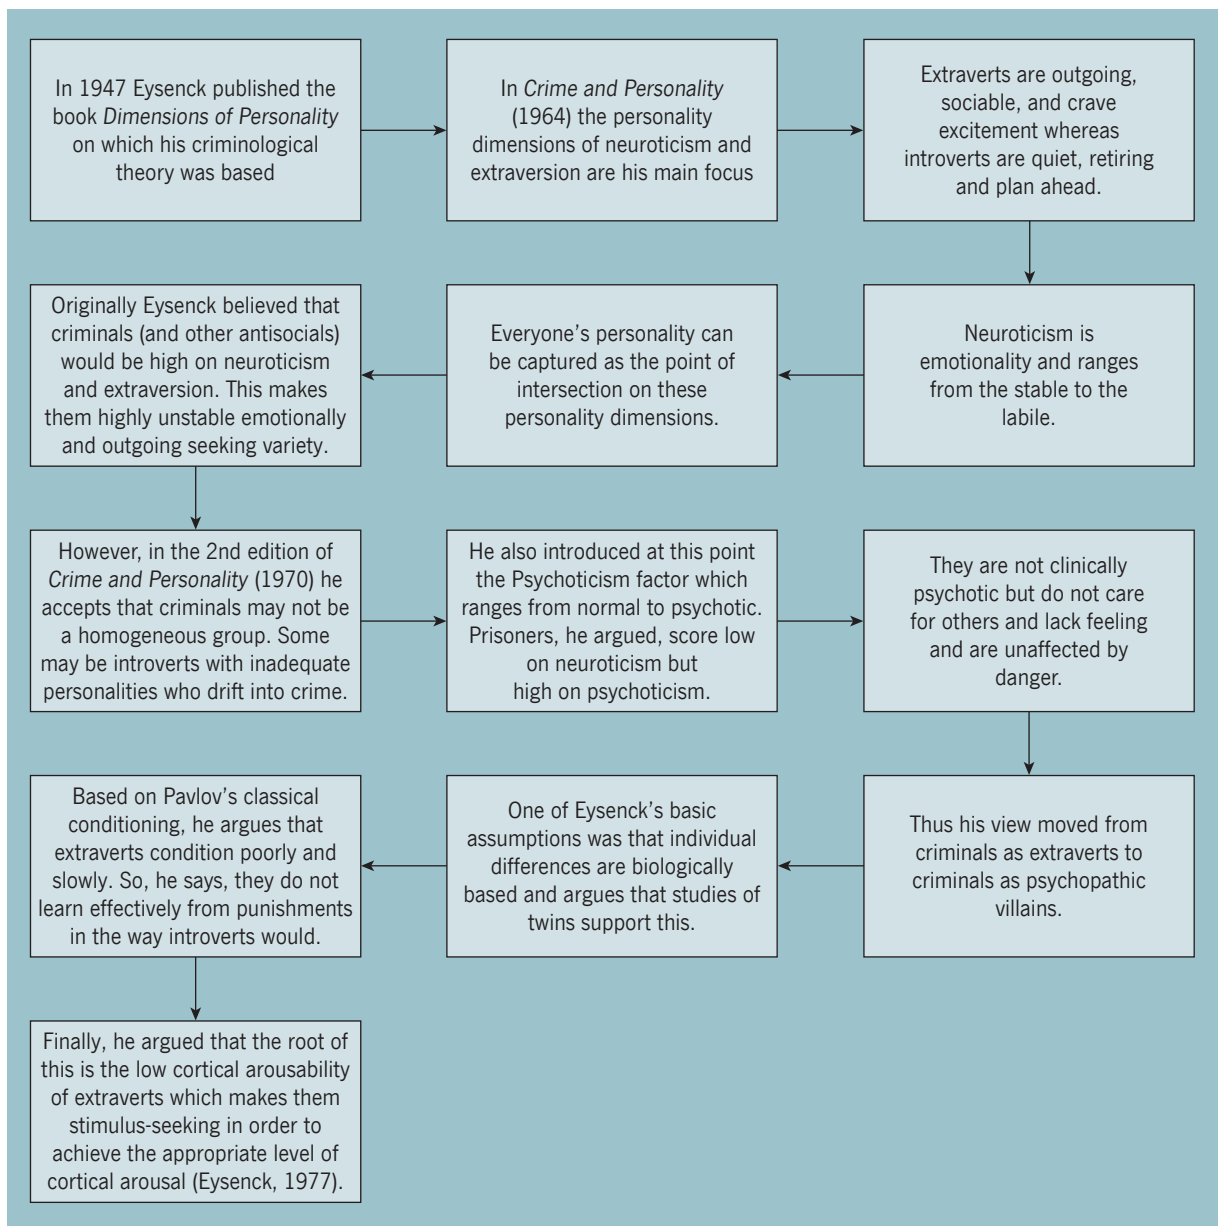 In 1947 Eysenck published the
book Dimensions of Personality
on which his criminological
theory was based
In Crime and Personality
(1964) the personality
dimensions of neuroticism and
extraversion are his main focus
Extraverts are outgoing,
sociable, and crave
excitement whereas
introverts are quiet, retiring
and plan ahead.
Neuroticism is
emotionality and ranges
from the stable to the
labile.
Everyone’s personality can
be captured as the point of
intersection on these
personality dimensions.
Originally Eysenck believed that
criminals (and other antisocials)
would be high on neuroticism
and extraversion. This makes
them highly unstable emotionally
and outgoing seeking variety.
However, in the 2nd edition of
Crime and Personality (1970) he
accepts that criminals may not be
a homogeneous group. Some
may be introverts with inadequate
personalities who drift into crime.
He also introduced at this point
the Psychoticism factor which
ranges from normal to psychotic.
Prisoners, he argued, score low
on neuroticism but
high on psychoticism.
They are not clinically
psychotic but do not care
for others and lack feeling
and are unaffected by
danger.
Thus his view moved from
criminals as extraverts to
criminals as psychopathic
villains.
One of Eysenck’s basic
assumptions was that individual
differences are biologically
based and argues that studies of
twins support this.
Based on Pavlov’s classical
conditioning, he argues that
extraverts condition poorly and
slowly. So, he says, they do not
learn effectively from punishments
in the way introverts would.
Finally, he argued that the root of
this is the low cortical arousability
of extraverts which makes them
stimulus-seeking in order to
achieve the appropriate level of
cortical arousal (Eysenck, 1977).